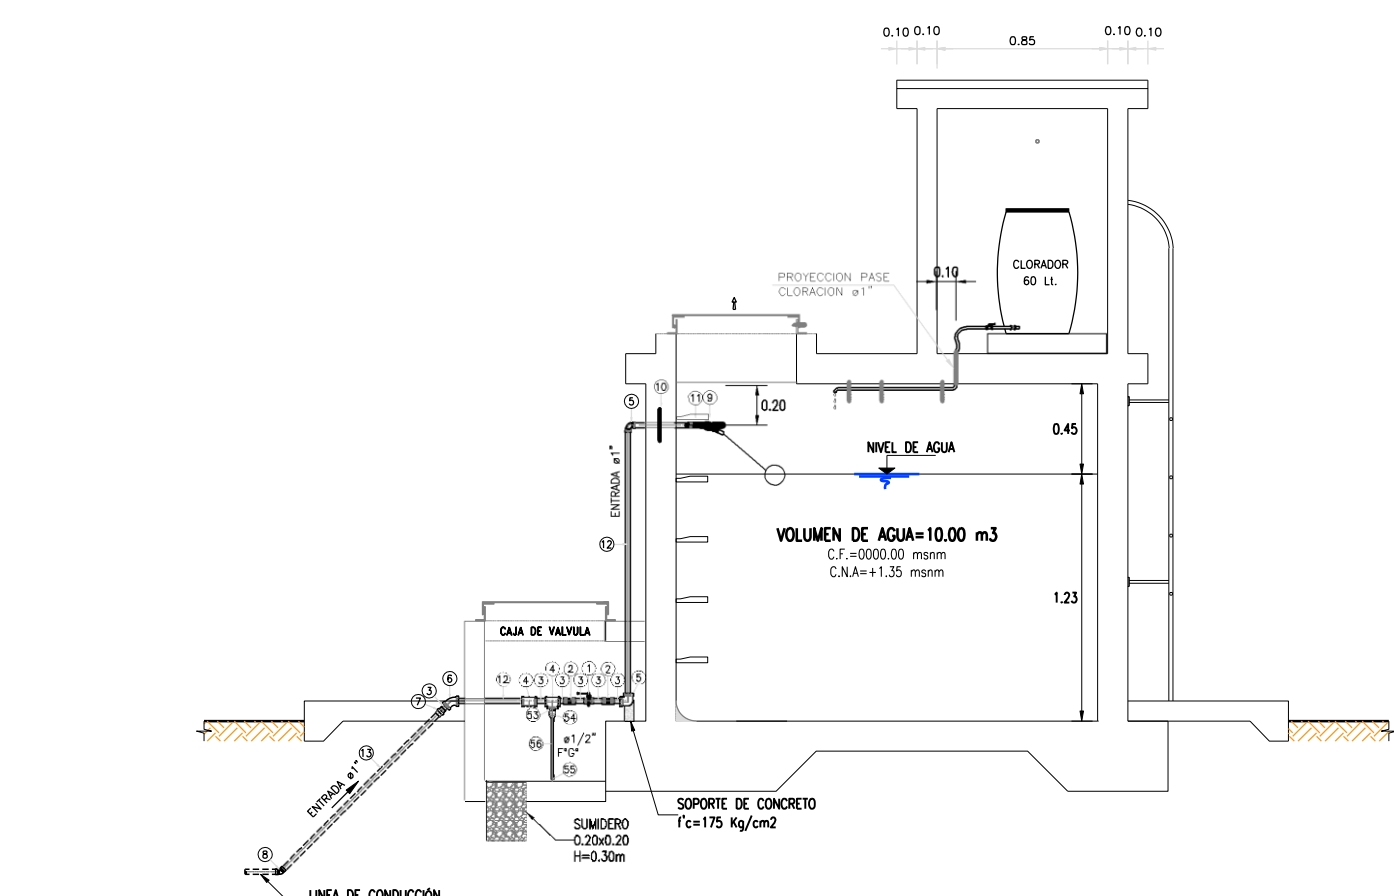 0.10 0.10 0.85 0.10 0.10
CLORADOR
60 Lt.
0.10
PROYECCION PASE
CLORACION ø1"
10
5
11 9
0.20
0.45
NIVEL DE AGUA
ENTRADA ø1"
VOLUMEN DE AGUA=10.00 m3
C.F.=0000.00 msnm
C.N.A=+1.35 msnm
12
1.23
CAJA DE VALVULA
4 2 1 2
6 12 4 3 3 3 3 3 5
3
7
53 54
ø1/2"
56
F°G°
55
13
ENTRADA ø1"
SOPORTE DE CONCRETO
f'c=175 Kg/cm2
SUMIDERO
0.20x0.20
H=0.30m
8
LINEA DE CONDUCCIÓN